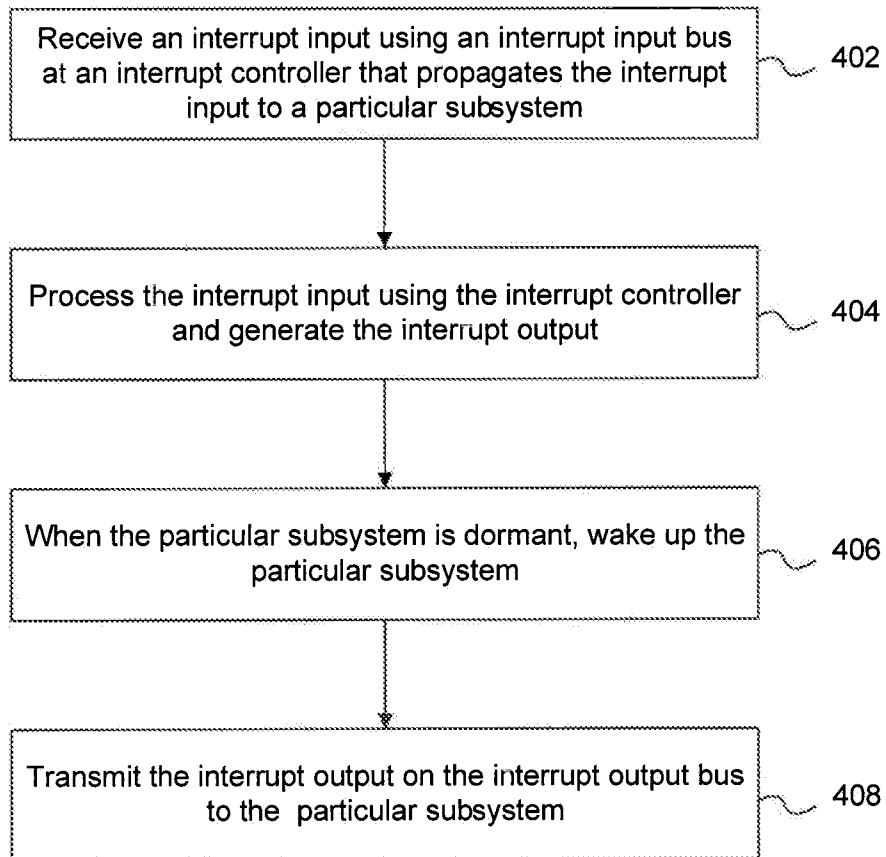 Receive an interrupt input using an interrupt input bus
at an interrupt controller that propagates the interrupt
input to a particular subsystem
402
Process the interrupt input using the interrupt controller
and generate the interrupt output
404
When the particular subsystem is dormant, wake up the
particular subsystem
406
Transmit the interrupt output on the interrupt output bus
to the particular subsystem
408